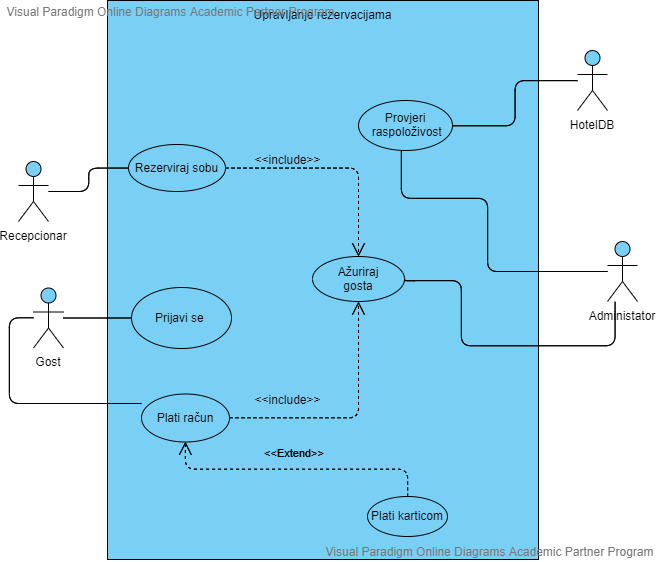 Visual Paradigm Online Diagrams Academic Partner Program
Upravljanje rezervacijama
Provjeri
raspoloživost
HotelDB
<<include>>
Rezerviraj sobu
Recepcionar
Ažuriraj
gosta
Administator
Prijavi se
Gost
<<include>>
Plati račun
<<Extend>>
Plati karticom
Visual Paradigm Online Diagrams Academic Partner Program